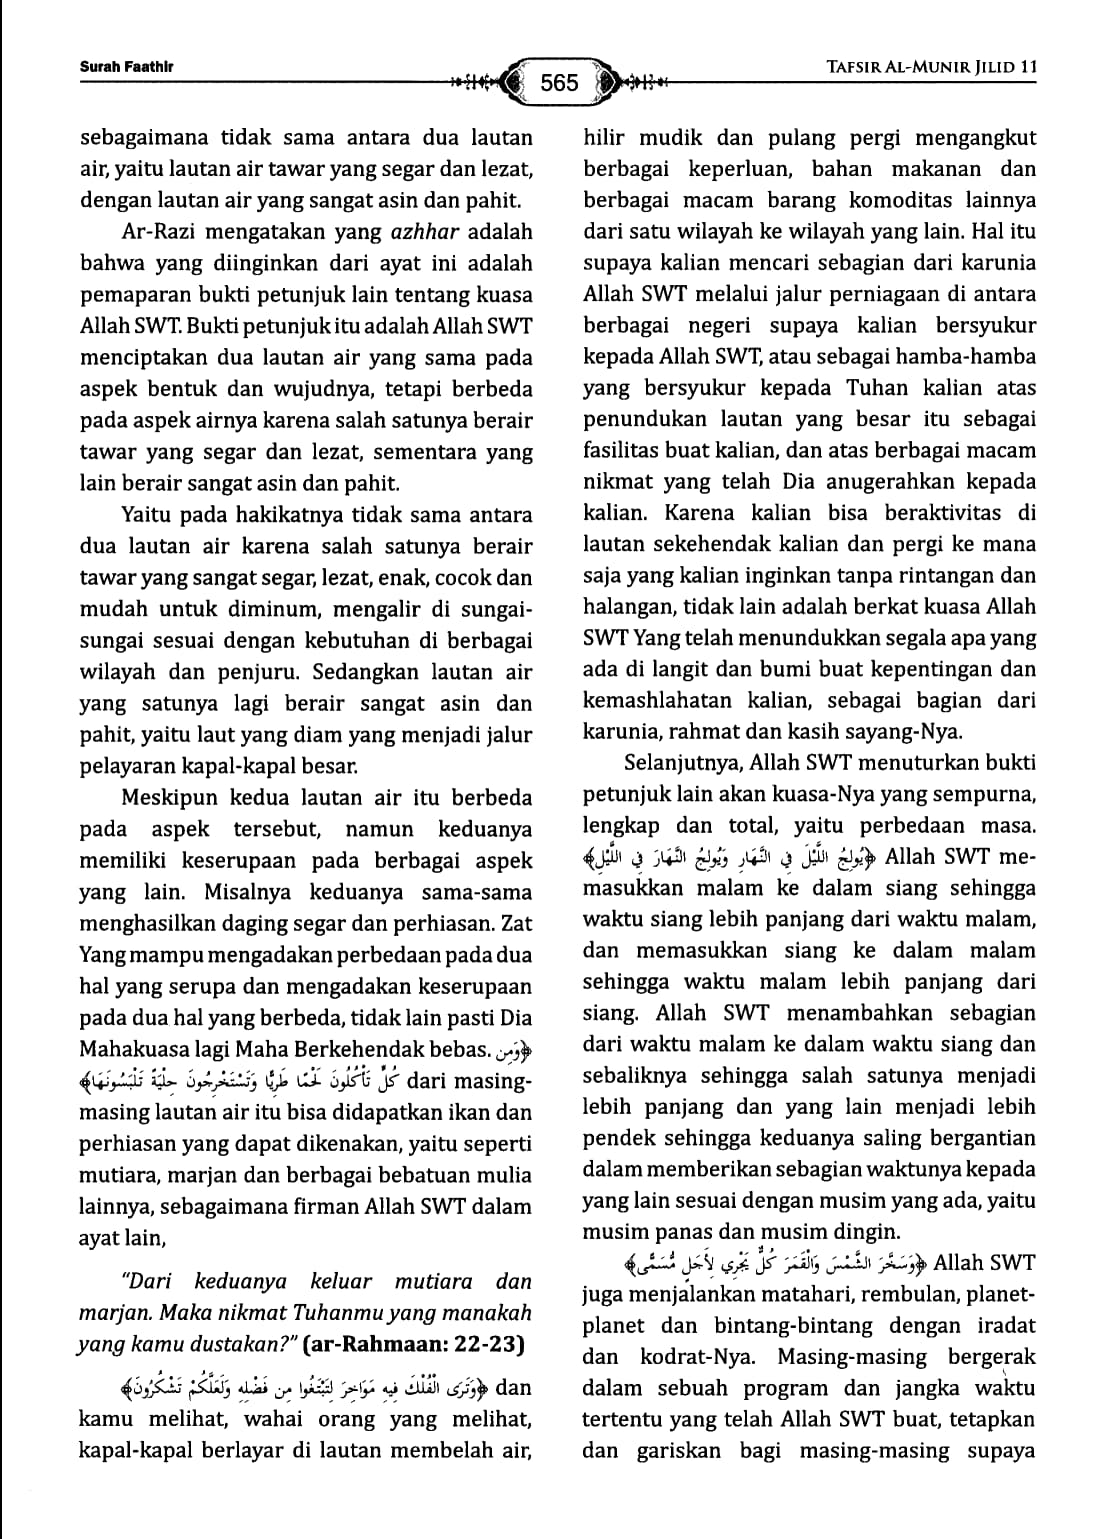 Surah Faathir
565
TAFSIR AL-MUNIR JILID 11
sebagaimana tidak sama antara dua lautan
air, yaitu lautan air tawar yang segar dan lezat,
dengan lautan air yang sangat asin dan pahit.
Ar-Razi mengatakan yang azhhar adalah
bahwa yang diinginkan dari ayat ini adalah
pemaparan bukti petunjuk lain tentang kuasa
Allah SWT. Bukti petunjuk itu adalah Allah SWT
menciptakan dua lautan air yang sama pada
aspek bentuk dan wujudnya, tetapi berbeda
pada aspek airnya karena salah satunya berair
tawar yang segar dan lezat, sementara yang
lain berair sangat asin dan pahit.
Yaitu pada hakikatnya tidak sama antara
dua lautan air karena salah satunya berair
tawar yang sangat segar, lezat, enak, cocok dan
mudah untuk diminum, mengalir di sungai-
sungai sesuai dengan kebutuhan di berbagai
wilayah dan penjuru. Sedangkan lautan air
yang satunya lagi berair sangat asin dan
pahit, yaitu laut yang diam yang menjadi jalur
pelayaran kapal-kapal besar.
Meskipun kedua lautan air itu berbeda
pada aspek tersebut, namun keduanya
memiliki keserupaan pada berbagai aspek
yang lain. Misalnya keduanya sama-sama
menghasilkan daging segar dan perhiasan. Zat
Yang mampu mengadakan perbedaan pada dua
hal yang serupa dan mengadakan keserupaan
pada dua hal yang berbeda, tidak lain pasti Dia
Mahakuasa lagi Maha Berkehendak bebas. ﴿وَمِن
كُلٍّ تَأْكُلُونَ لَحْمًا طَرِيًّا وَتَسْتَخْرِجُونَ حِلْيَةً تَلْبَسُونَهَا﴾ dari masing-
masing lautan air itu bisa didapatkan ikan dan
perhiasan yang dapat dikenakan, yaitu seperti
mutiara, marjan dan berbagai bebatuan mulia
lainnya, sebagaimana firman Allah SWT dalam
ayat lain,
"Dari keduanya keluar mutiara dan
marjan. Maka nikmat Tuhanmu yang manakah
yang kamu dustakan?" (ar-Rahmaan: 22-23)
﴿وَتَرَى الْفُلْكَ فِيهِ مَوَاخِرَ لِتَبْتَغُوا مِن فَضْلِهِ وَلَعَلَّكُمْ تَشْكُرُونَ﴾ dan
kamu melihat, wahai orang yang melihat,
kapal-kapal berlayar di lautan membelah air,
hilir mudik dan pulang pergi mengangkut
berbagai keperluan, bahan makanan dan
berbagai macam barang komoditas lainnya
dari satu wilayah ke wilayah yang lain. Hal itu
supaya kalian mencari sebagian dari karunia
Allah SWT melalui jalur perniagaan di antara
berbagai negeri supaya kalian bersyukur
kepada Allah SWT, atau sebagai hamba-hamba
yang bersyukur kepada Tuhan kalian atas
penundukan lautan yang besar itu sebagai
fasilitas buat kalian, dan atas berbagai macam
nikmat yang telah Dia anugerahkan kepada
kalian. Karena kalian bisa beraktivitas di
lautan sekehendak kalian dan pergi ke mana
saja yang kalian inginkan tanpa rintangan dan
halangan, tidak lain adalah berkat kuasa Allah
SWT Yang telah menundukkan segala apa yang
ada di langit dan bumi buat kepentingan dan
kemashlahatan kalian, sebagai bagian dari
karunia, rahmat dan kasih sayang-Nya.
Selanjutnya, Allah SWT menuturkan bukti
petunjuk lain akan kuasa-Nya yang sempurna,
lengkap dan total, yaitu perbedaan masa.
﴿يُولِجُ اللَّيْلَ فِي النَّهَارِ وَيُولِجُ النَّهَارَ فِي اللَّيْلِ﴾ Allah SWT me-
masukkan malam ke dalam siang sehingga
waktu siang lebih panjang dari waktu malam,
dan memasukkan siang ke dalam malam
sehingga waktu malam lebih panjang dari
siang. Allah SWT menambahkan sebagian
dari waktu malam ke dalam waktu siang dan
sebaliknya sehingga salah satunya menjadi
lebih panjang dan yang lain menjadi lebih
pendek sehingga keduanya saling bergantian
dalam memberikan sebagian waktunya kepada
yang lain sesuai dengan musim yang ada, yaitu
musim panas dan musim dingin.
﴿وَسَخَّرَ الشَّمْسَ وَالْقَمَرَ كُلٌّ يَجْرِي لِأَجَلٍ مُّسَمًّى﴾ Allah SWT
juga menjalankan matahari, rembulan, planet-
planet dan bintang-bintang dengan iradat
dan kodrat-Nya. Masing-masing bergerak
dalam sebuah program dan jangka waktu
tertentu yang telah Allah SWT buat, tetapkan
dan gariskan bagi masing-masing supaya